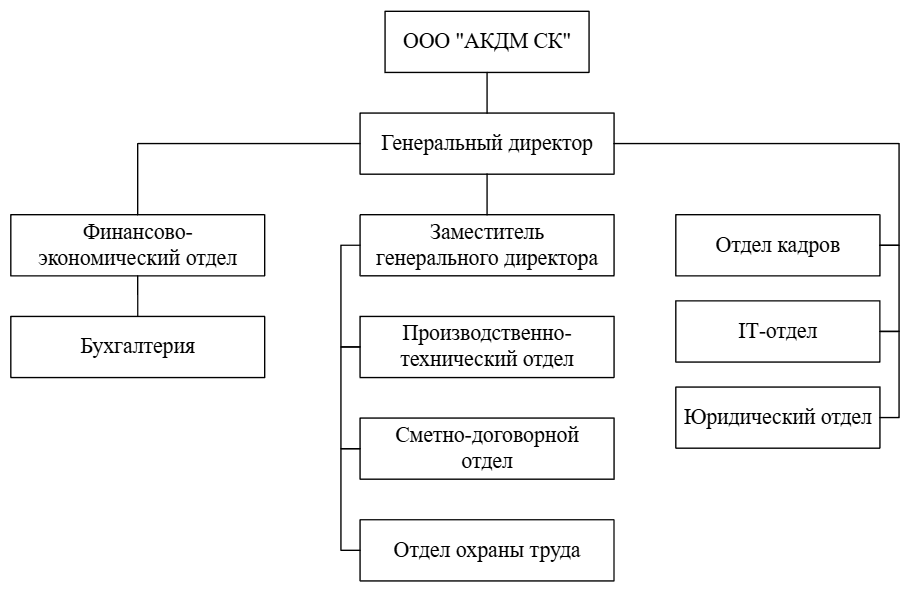 ООО "АКДМ СК"
Генеральный директор
Финансово-
экономический отдел
Бухгалтерия
Заместитель
генерального директора
Производственно-
технический отдел
Сметно-договорной
отдел
Отдел охраны труда
Отдел кадров
IT-отдел
Юридический отдел